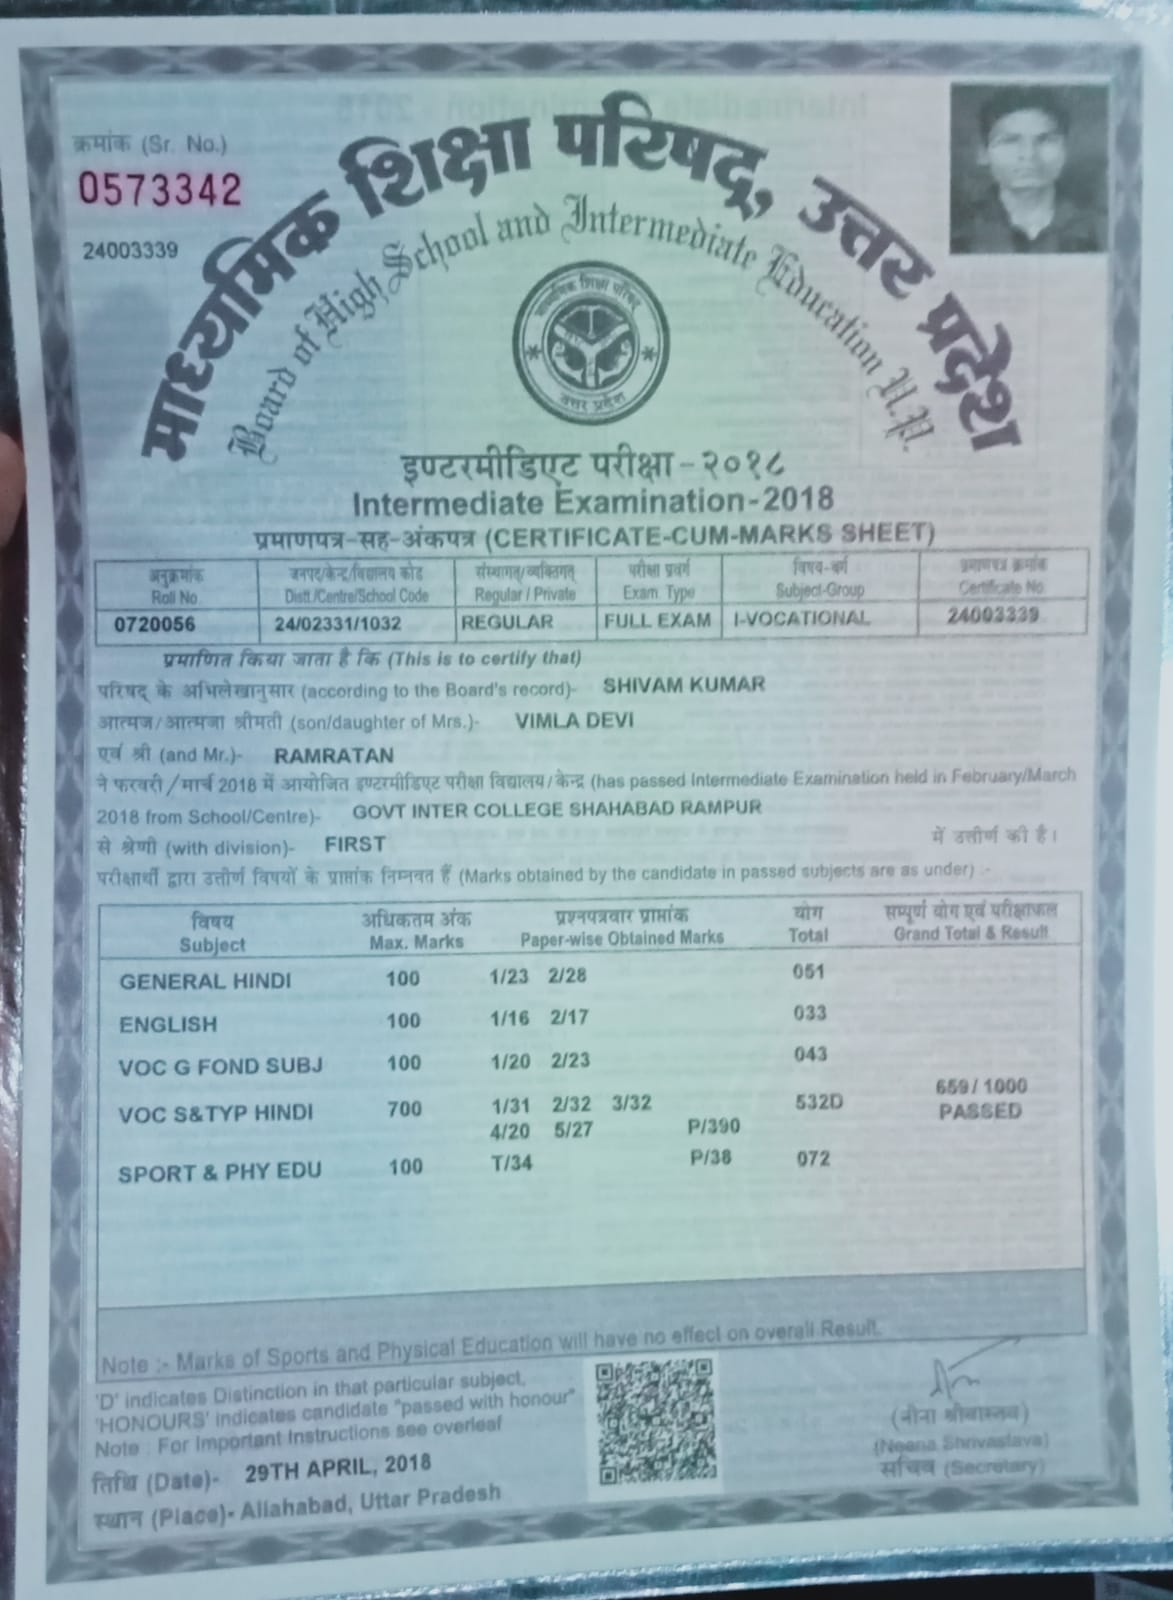 क्रमांक (Sr. No.)
0573342
24003339
माध्यमिक शिक्षा परिषद्, उत्तर प्रदेश
Board of High School and Intermediate Education U.P.
माध्यमिक शिक्षा परिषद्
उत्तर प्रदेश
इण्टरमीडिएट परीक्षा-२०१८
Intermediate Examination-2018
प्रमाणपत्र-सह-अंकपत्र (CERTIFICATE-CUM-MARKS SHEET)
अनुक्रमांक जनपद/केन्द्र/विद्यालय कोड संस्थागत/व्यक्तिगत परीक्षा प्रवर्ग विषय-वर्ग प्रमाणपत्र क्रमांक
Roll No. Distt./Centre/School Code Regular / Private Exam. Type Subject-Group Certificate No.
0720056 24/02331/1032 REGULAR FULL EXAM I-VOCATIONAL 24003339
प्रमाणित किया जाता है कि (This is to certify that)
परिषद् के अभिलेखानुसार (according to the Board's record)- SHIVAM KUMAR
आत्मज/आत्मजा श्रीमती (son/daughter of Mrs.)- VIMLA DEVI
एवं श्री (and Mr.)- RAMRATAN
ने फरवरी/मार्च 2018 में आयोजित इण्टरमीडिएट परीक्षा विद्यालय/केन्द्र (has passed Intermediate Examination held in February/March
2018 from School/Centre)- GOVT INTER COLLEGE SHAHABAD RAMPUR
से श्रेणी (with division)- FIRST में उत्तीर्ण की है।
परीक्षार्थी द्वारा उत्तीर्ण विषयों के प्राप्तांक निम्नवत हैं (Marks obtained by the candidate in passed subjects are as under) :-
विषय अधिकतम अंक प्रश्नपत्रवार प्राप्तांक योग सम्पूर्ण योग एवं परीक्षाफल
Subject Max. Marks Paper-wise Obtained Marks Total Grand Total & Result
GENERAL HINDI 100 1/23 2/28 051
ENGLISH 100 1/16 2/17 033
VOC G FOND SUBJ 100 1/20 2/23 043
VOC S&TYP HINDI 700 1/31 2/32 3/32 532D 659/1000
4/20 5/27 P/390 PASSED
SPORT & PHY EDU 100 T/34 P/38 072
Note :- Marks of Sports and Physical Education will have no effect on overall Result.
'D' indicates Distinction in that particular subject,
'HONOURS' indicates candidate "passed with honour"
Note : For Important Instructions see overleaf
(नीना श्रीवास्तव)
(Neena Shrivastava)
सचिव (Secretary)
तिथि (Date)- 29TH APRIL, 2018
स्थान (Place)- Allahabad, Uttar Pradesh